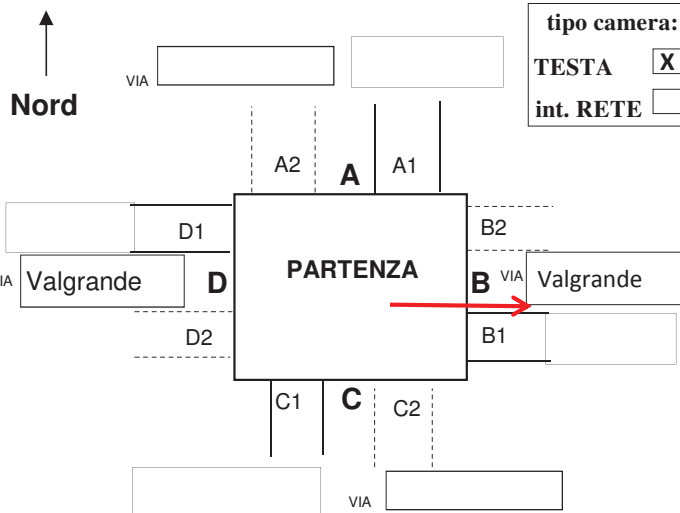 tipo camera:
TESTA X
int. RETE
Nord
VIA
A2
A
A1
D1
B2
VIA Valgrande
D
PARTENZA
B
VIA Valgrande
D2
B1
C1
C
C2
VIA